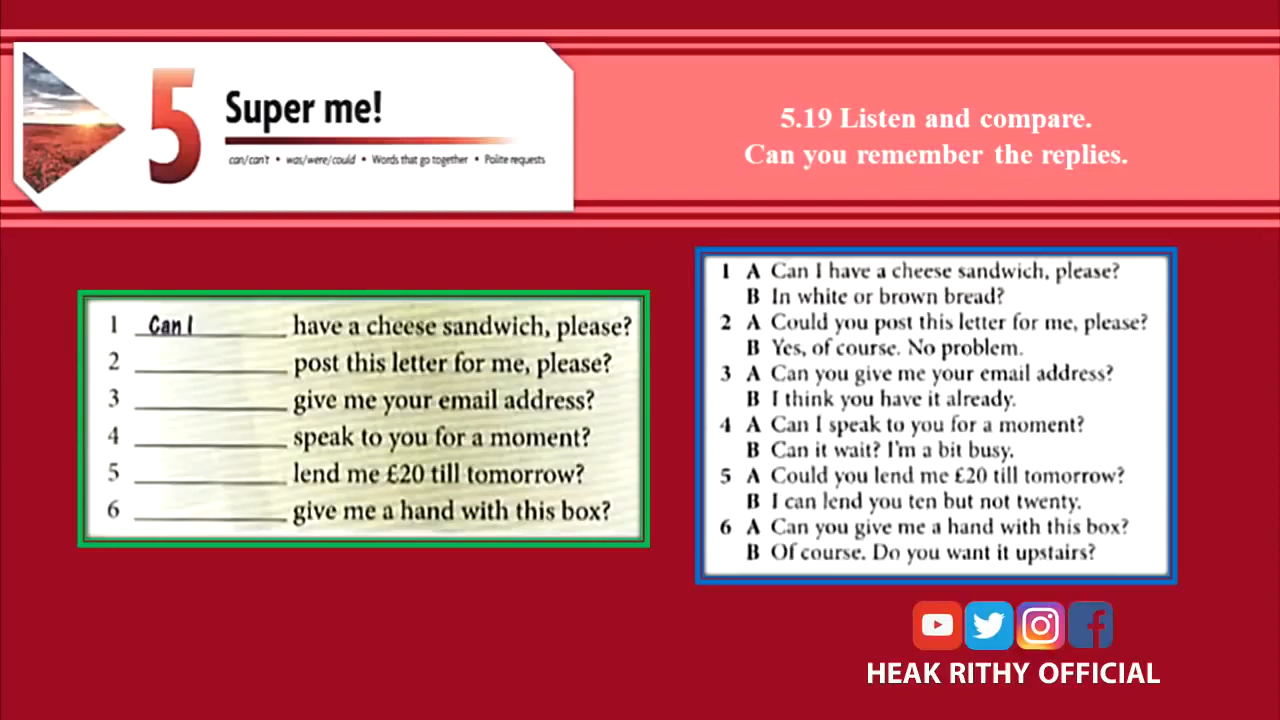 5
Super me!
can/can't • was/were/could • Words that go together • Polite requests
5.19 Listen and compare.
Can you remember the replies.
1 Can I have a cheese sandwich, please?
2 ____________ post this letter for me, please?
3 ____________ give me your email address?
4 ____________ speak to you for a moment?
5 ____________ lend me £20 till tomorrow?
6 ____________ give me a hand with this box?
1 A Can I have a cheese sandwich, please?
B In white or brown bread?
2 A Could you post this letter for me, please?
B Yes, of course. No problem.
3 A Can you give me your email address?
B I think you have it already.
4 A Can I speak to you for a moment?
B Can it wait? I'm a bit busy.
5 A Could you lend me £20 till tomorrow?
B I can lend you ten but not twenty.
6 A Can you give me a hand with this box?
B Of course. Do you want it upstairs?
HEAK RITHY OFFICIAL